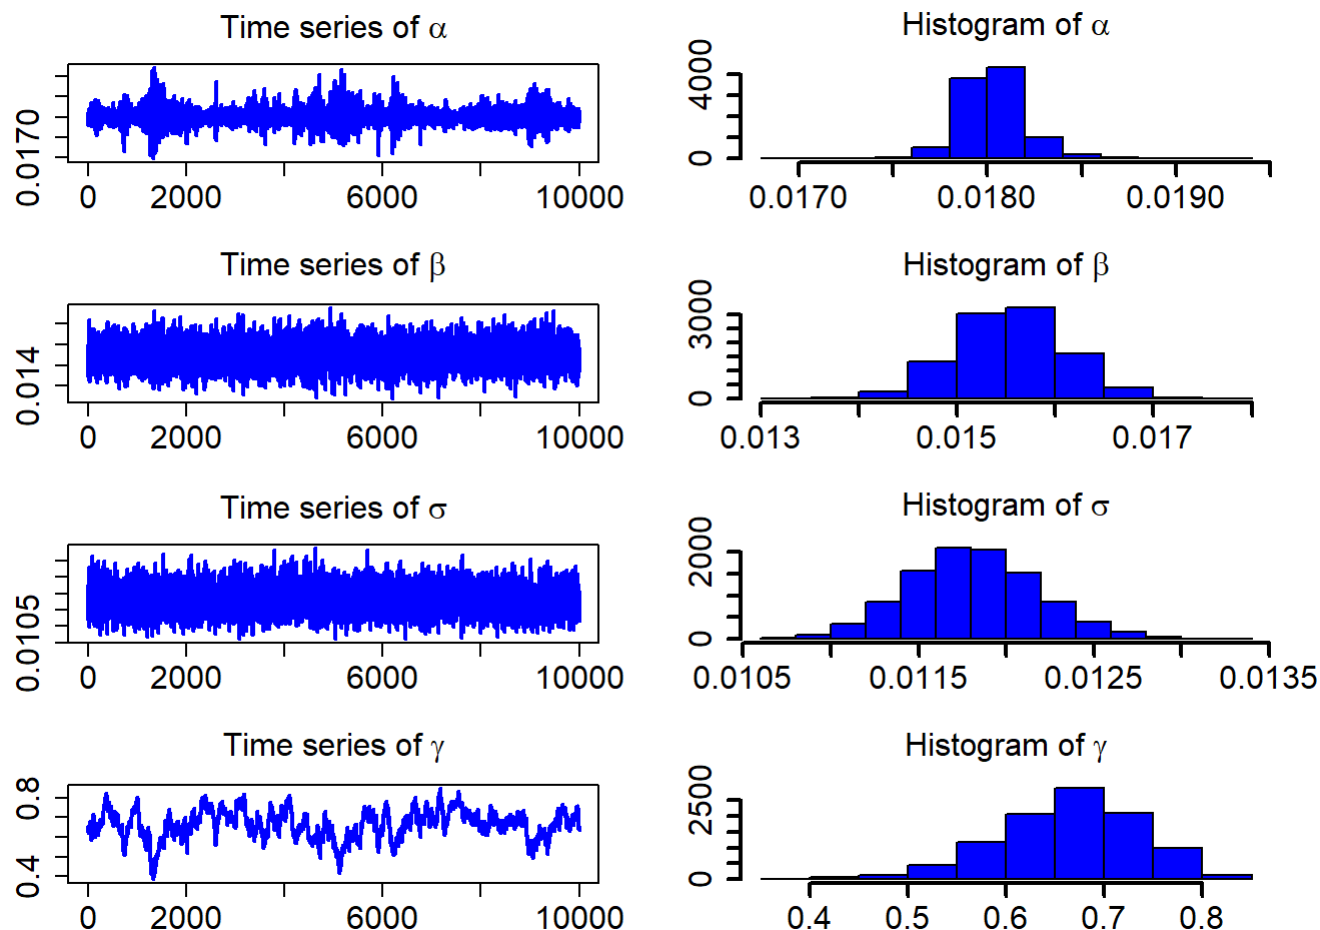 Time series of α
0.0170
0 2000 6000 10000
Histogram of α
0 4000
0.0170 0.0180 0.0190
Time series of β
0.014
0 2000 6000 10000
Histogram of β
0 3000
0.013 0.015 0.017
Time series of σ
0.0105
0 2000 6000 10000
Histogram of σ
0 2000
0.0105 0.0115 0.0125 0.0135
Time series of γ
0.4 0.8
0 2000 6000 10000
Histogram of γ
0 2500
0.4 0.5 0.6 0.7 0.8